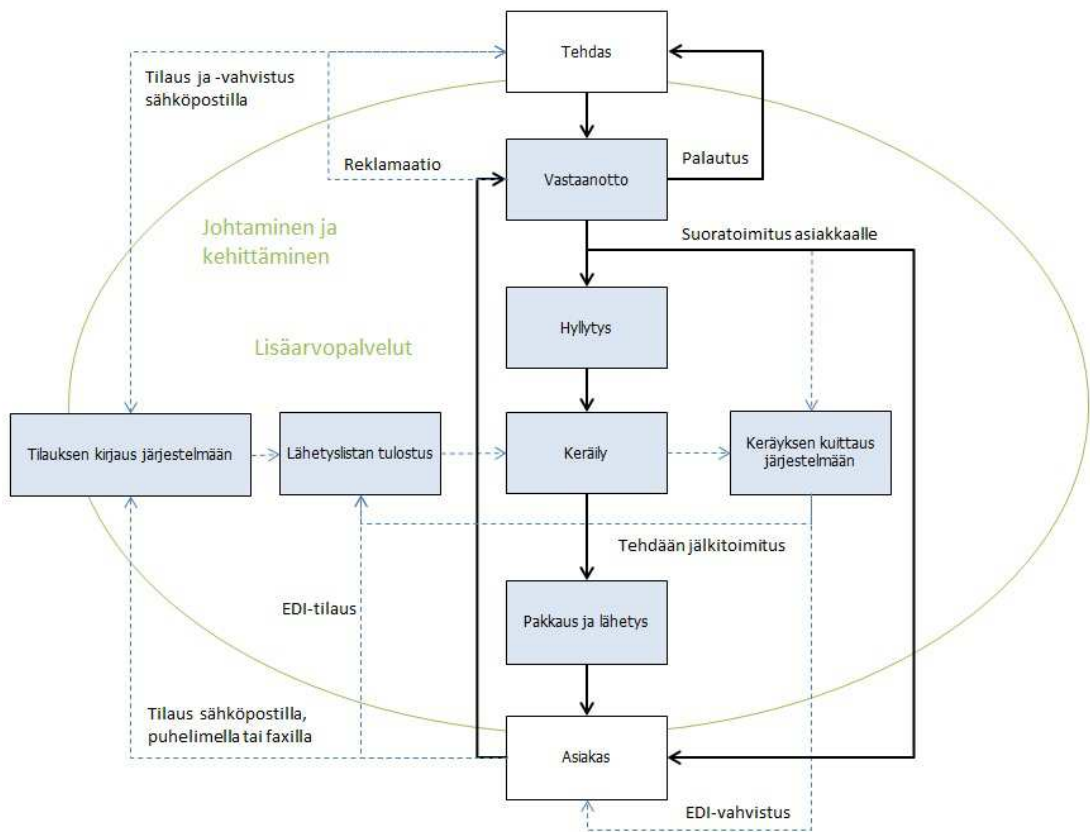 Tehdas
Tilaus ja -vahvistus
sähköpostilla
Reklamaatio
Vastaanotto
Palautus
Johtaminen ja
kehittäminen
Suoratoimitus asiakkaalle
Hyllytys
Lisäarvopalvelut
Tilauksen kirjaus järjestelmään
Lähetyslistan tulostus
Keräily
Keräyksen kuittaus
järjestelmään
Tehdään jälkitoimitus
EDI-tilaus
Pakkaus ja lähetys
Tilaus sähköpostilla,
puhelimella tai faxilla
Asiakas
EDI-vahvistus